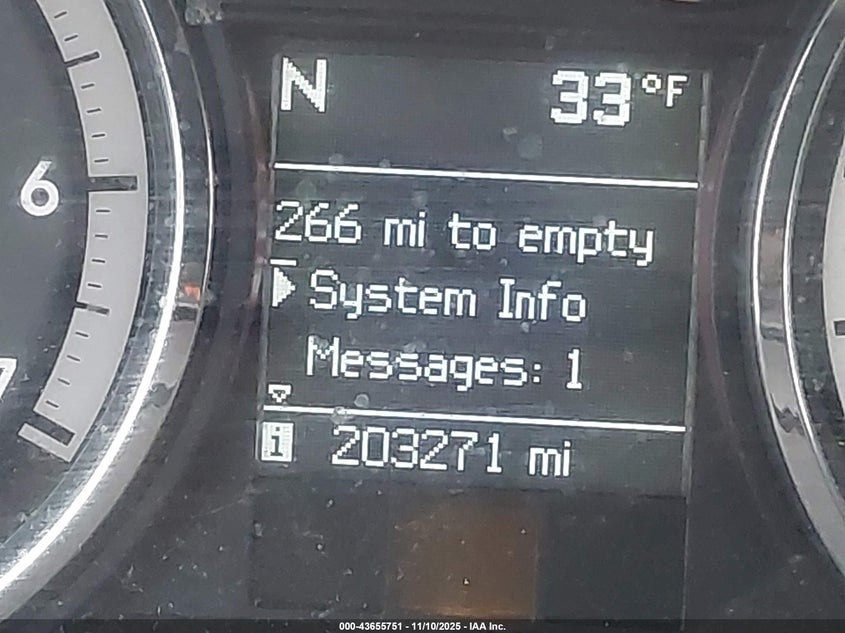 N 33°F
6
266 mi to empty
System Info
Messages: 1
i 203271 mi
7
000-43655751 - 11/10/2025 - IAA Inc.